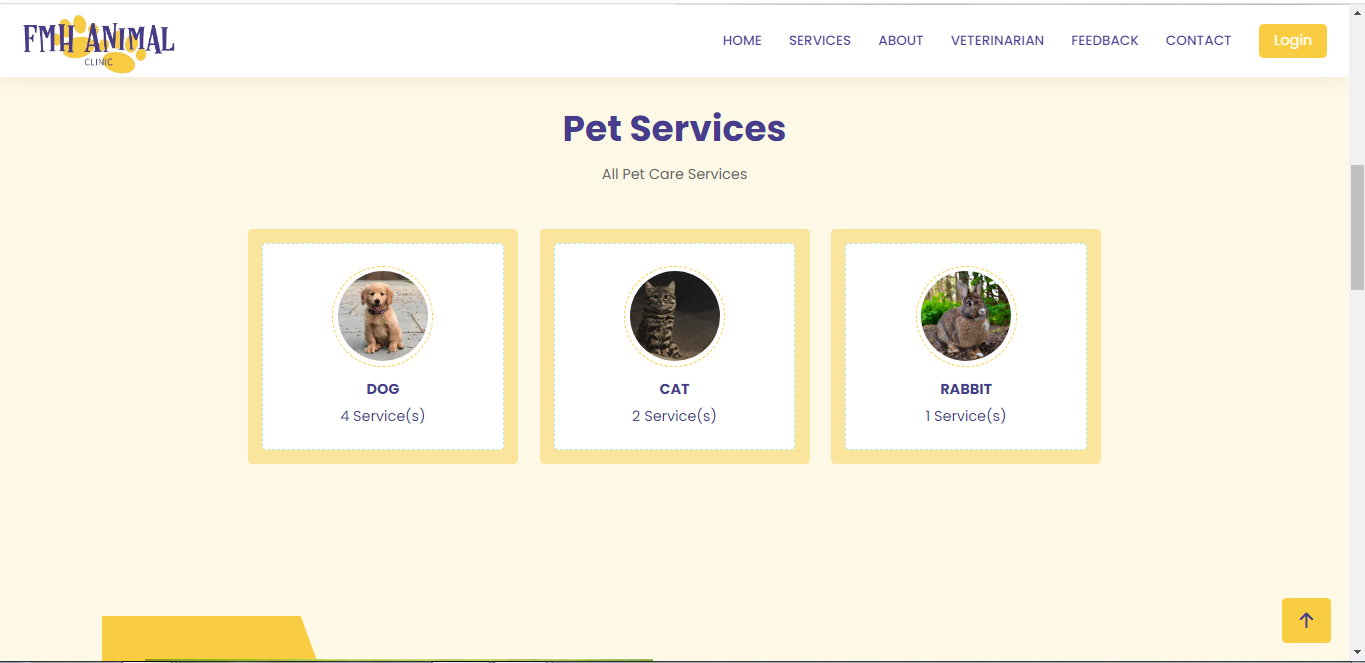 FMH ANIMAL
CLINIC
HOME SERVICES ABOUT VETERINARIAN FEEDBACK CONTACT Login
Pet Services
All Pet Care Services
DOG
4 Service(s)
CAT
2 Service(s)
RABBIT
1 Service(s)